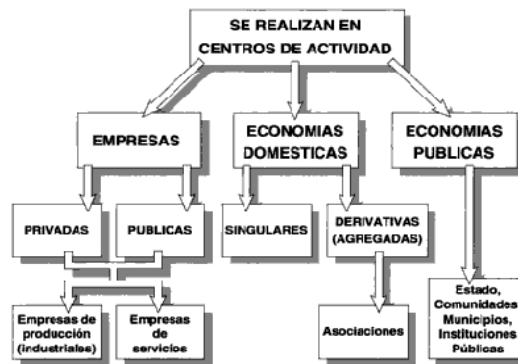 SE REALIZAN EN
CENTROS DE ACTIVIDAD
EMPRESAS
ECONOMIAS
DOMESTICAS
ECONOMIAS
PUBLICAS
PRIVADAS
PUBLICAS
SINGULARES
DERIVATIVAS
(AGREGADAS)
Empresas de
producción
(industriales)
Empresas
de
servicios
Asociaciones
Estado,
Comunidades
Municipios,
Instituciones
Públicas